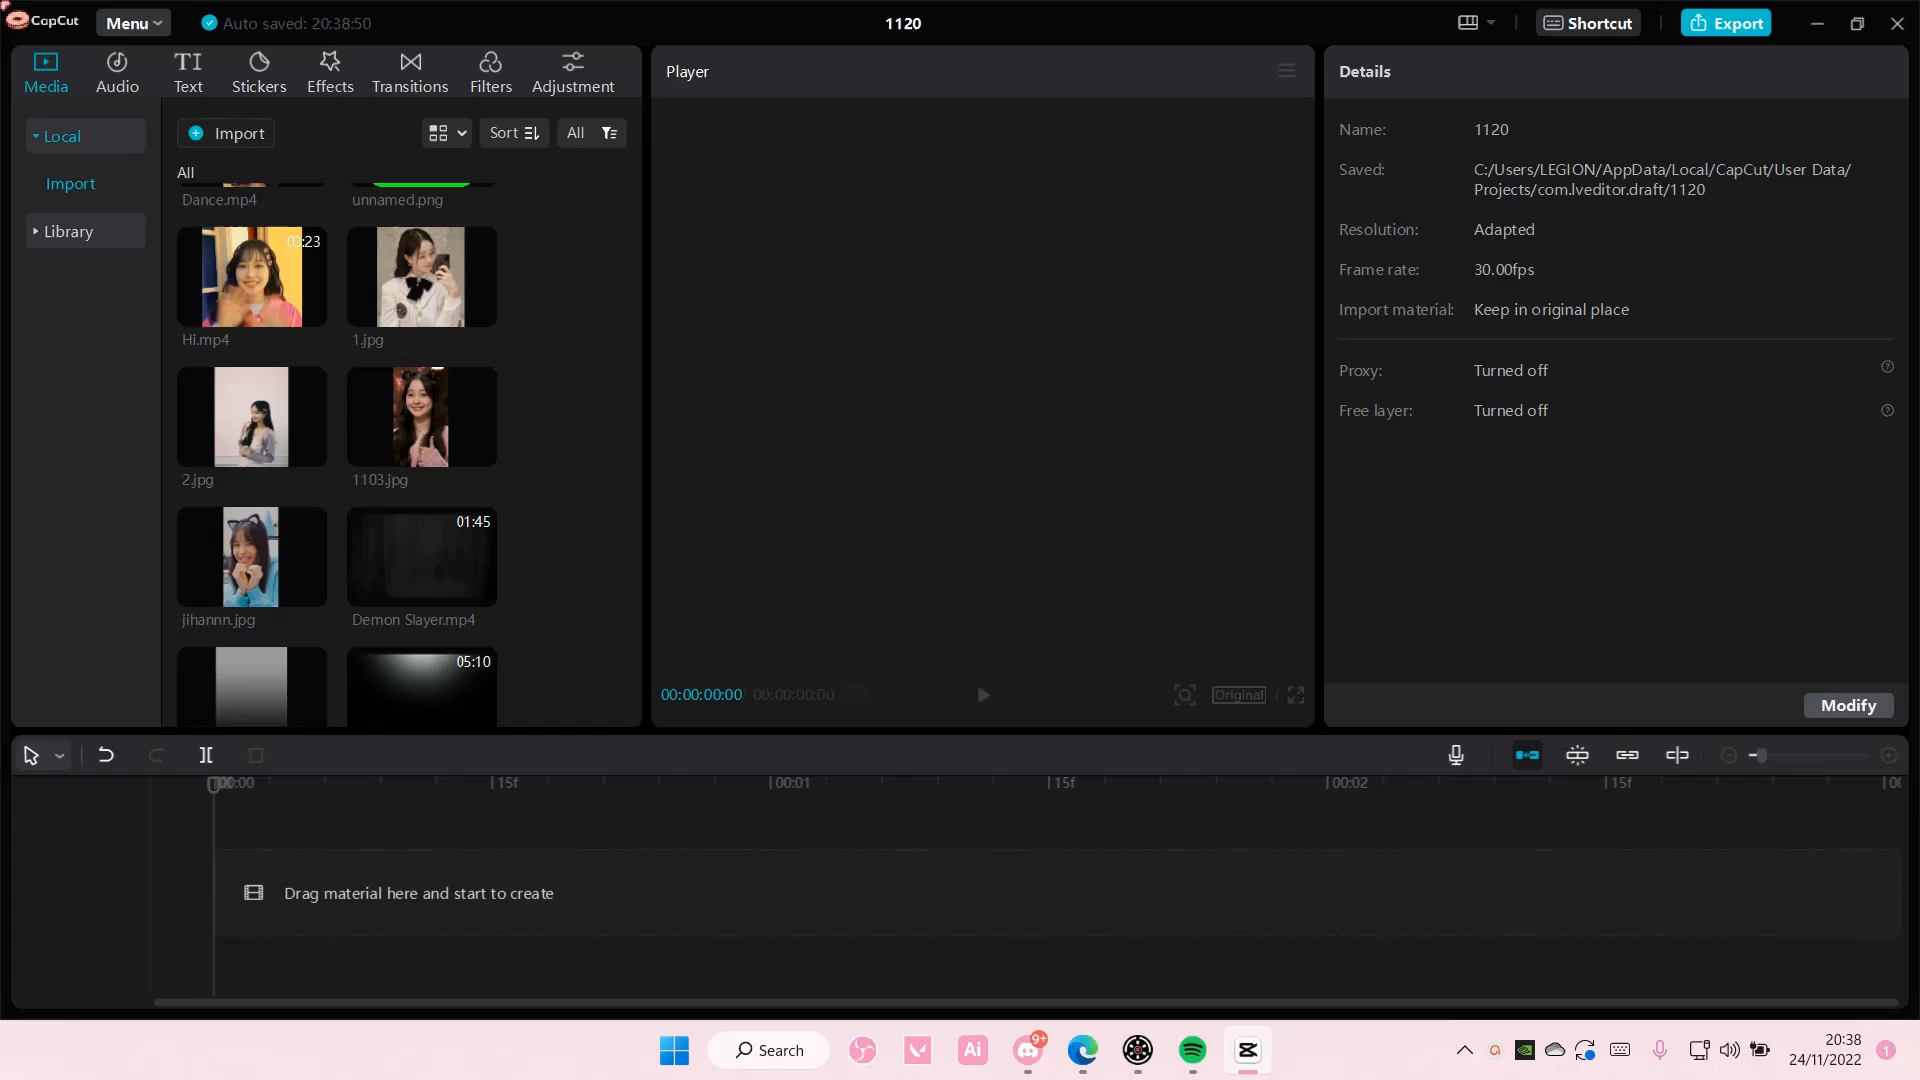 CapCut
Menu
Auto saved: 20:38:50
1120
Shortcut
Export
Media
Audio
Text
Stickers
Effects
Transitions
Filters
Adjustment
Local
Import
Library
Import
Sort
All
All
Dance.mp4
unnamed.png
03:23
Hi.mp4
1.jpg
2.jpg
1103.jpg
01:45
jihannn.jpg
Demon Slayer.mp4
05:10
Player
00:00:00:00
00:00:00:00
Original
Details
Name: 1120
Saved: C:/Users/LEGION/AppData/Local/CapCut/User Data/
Projects/com.lveditor.draft/1120
Resolution: Adapted
Frame rate: 30.00fps
Import material: Keep in original place
Proxy: Turned off
Free layer: Turned off
Modify
00:00
15f
00:01
15f
00:02
15f
Drag material here and start to create
Search
Ai
9+
20:38
24/11/2022
1